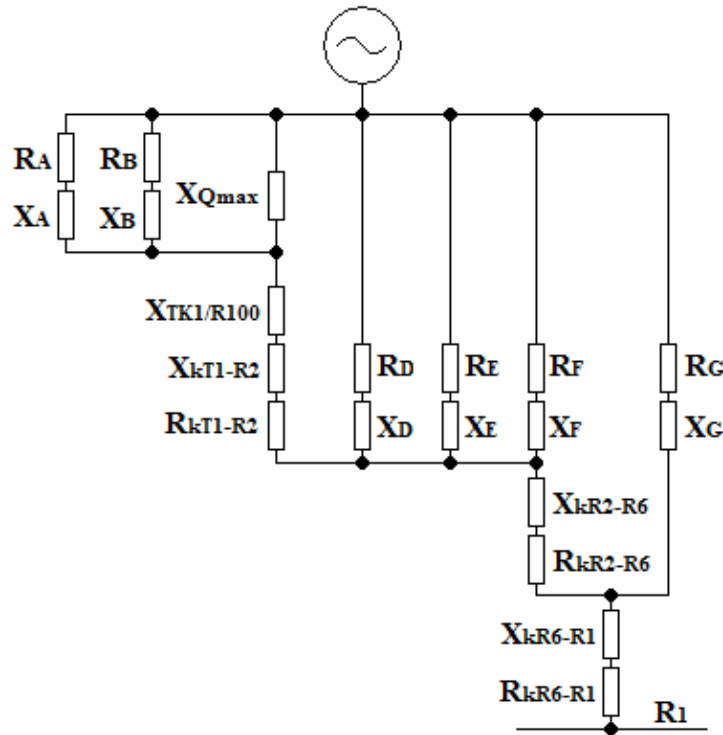 RA
RB
XA
XB
XQmax
XTK1/R100
XkT1-R2
RkT1-R2
RD
RE
RF
RG
XD
XE
XF
XG
XkR2-R6
RkR2-R6
XkR6-R1
RkR6-R1
R1